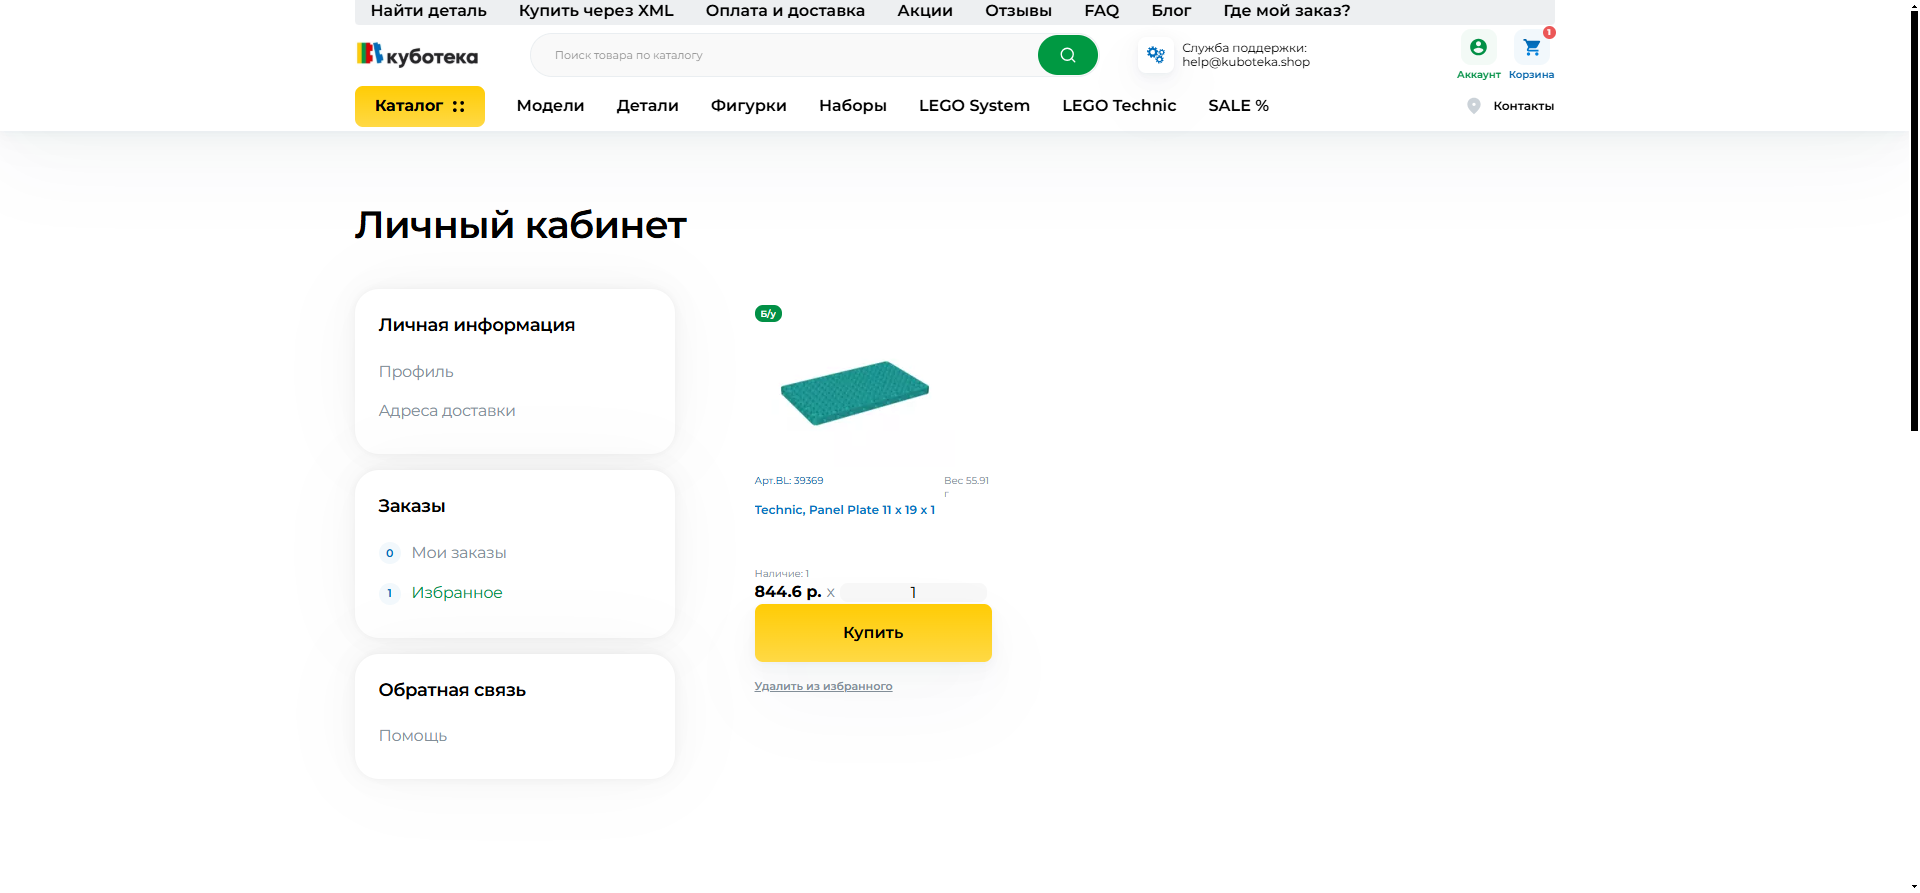 Найти деталь Купить через XML Оплата и доставка Акции Отзывы FAQ Блог Где мой заказ?
куботека
Поиск товара по каталогу
Служба поддержки:
help@kuboteka.shop
1
Аккаунт Корзина
Каталог Модели Детали Фигурки Наборы LEGO System LEGO Technic SALE % Контакты
Личный кабинет
Личная информация
Профиль
Адреса доставки
Заказы
0 Мои заказы
1 Избранное
Обратная связь
Помощь
Б/у
Арт.BL: 39369 Вес 55.91
г
Technic, Panel Plate 11 x 19 x 1
Наличие: 1
844.6 р. x 1
Купить
Удалить из избранного